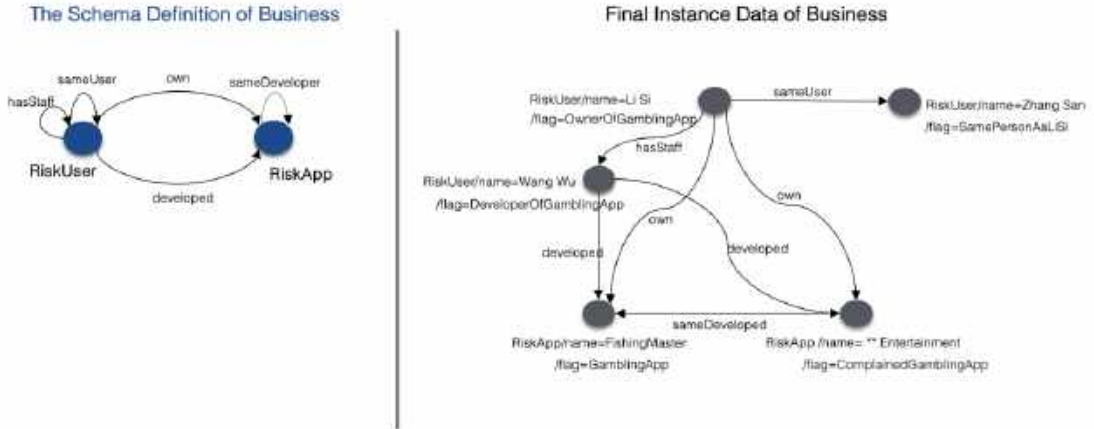 The Schema Definition of Business
Final Instance Data of Business
sameUser
own
sameDeveloper
hasStaff
RiskUser
RiskApp
developed
RiskUser/name=Li Si
/flag=OwnerOfGamblingApp
sameUser
RiskUser/name=Zhang San
/flag=SamePersonAsLiSi
hasStaff
RiskUser/name=Wang Wu
/flag=DeveloperOfGamblingApp
own
own
developed
developed
sameDeveloped
RiskApp/name=FishingMaster
/flag=GamblingApp
RiskApp /name= ** Entertainment
/flag=ComplainedGamblingApp